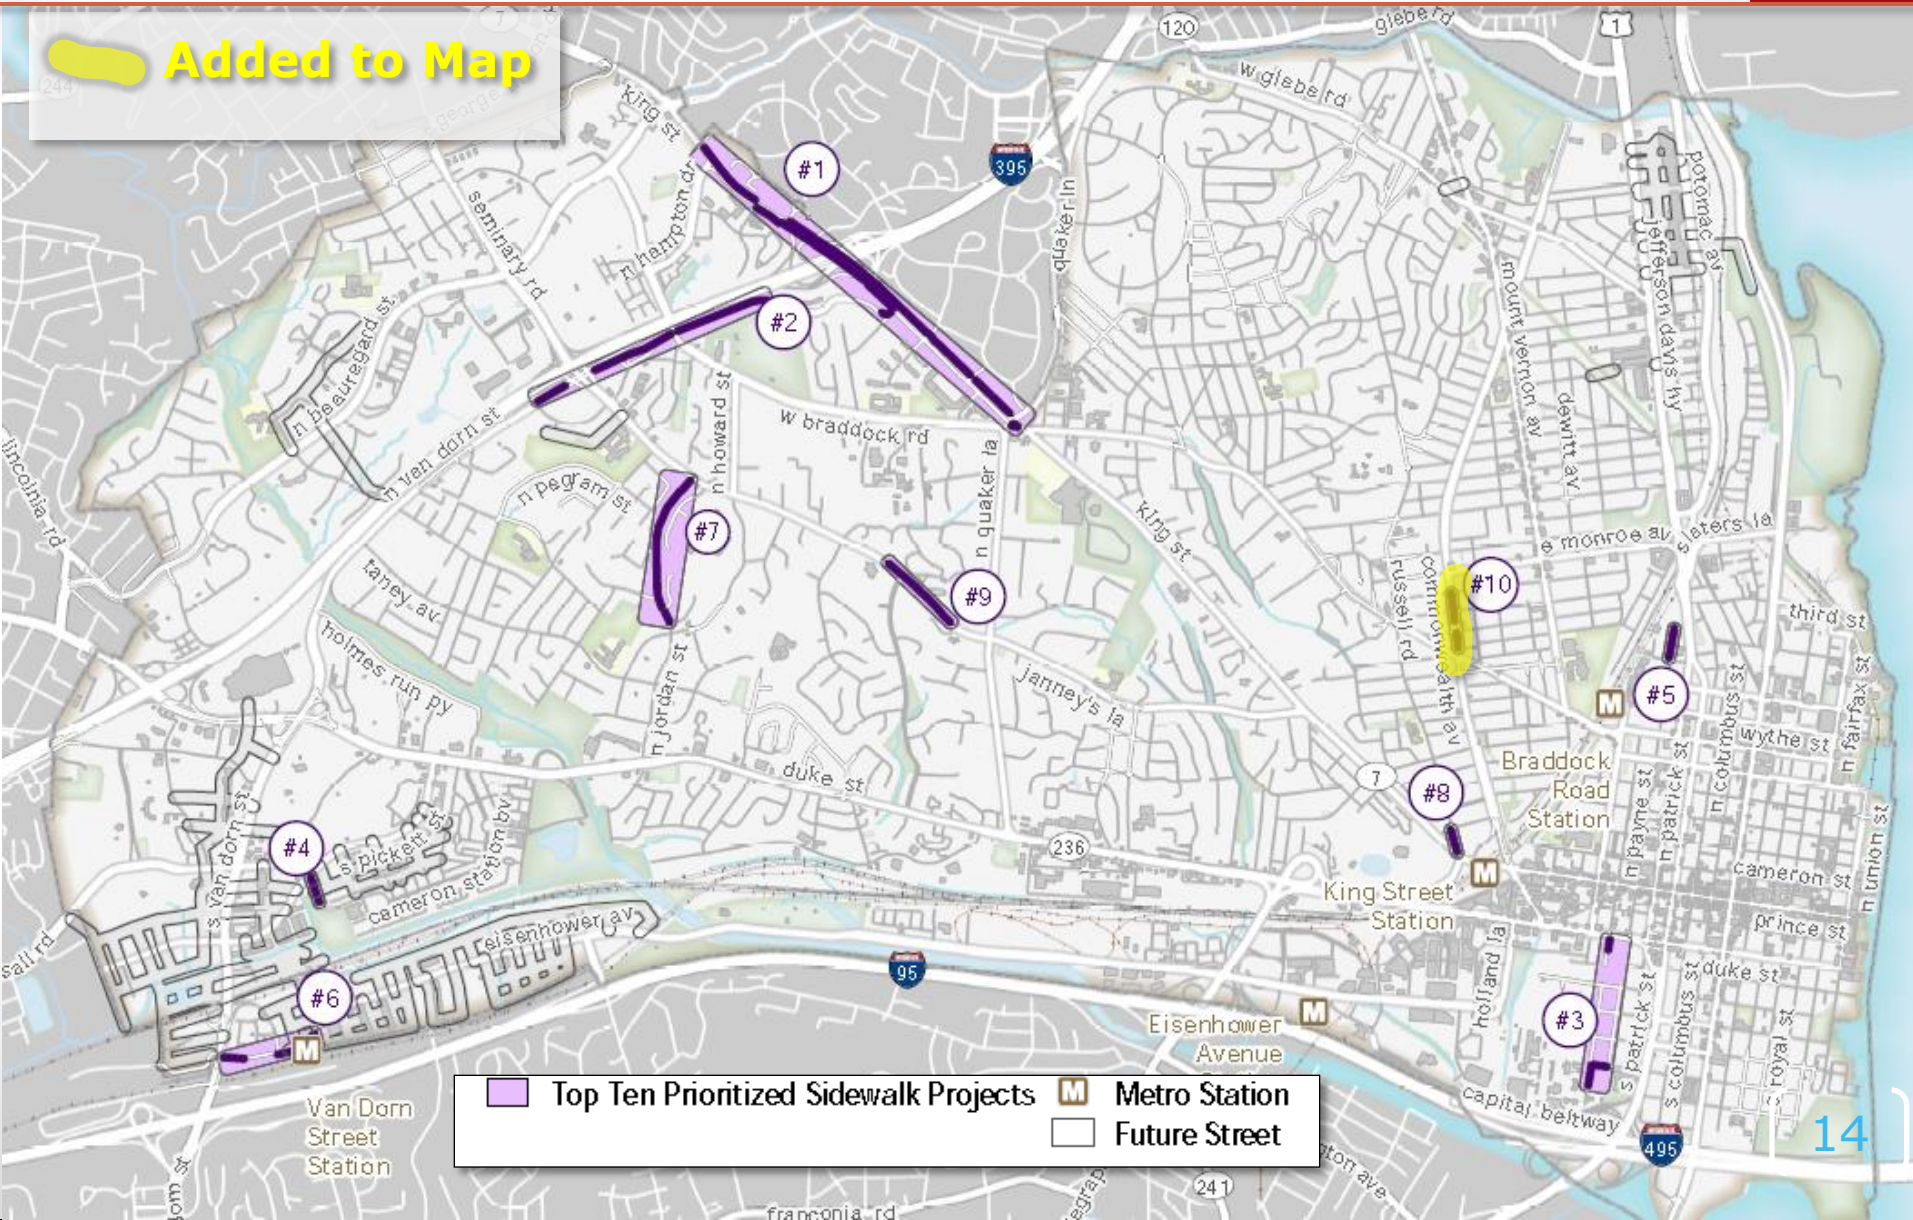 Added to Map
7
120
glebe rd
1
244
george
king st
w glebe rd
#1
395
n hampton dr
quaker ln
potomac av
seminary rd
jefferson davis hy
mount vernon av
#2
n beauregard st
n howard st
w braddock rd
dewitt av
n van dorn st
n quaker la
lincolnia rd
n pegram st
king st
#7
e monroe av
slaters la
taney av
#9
russell rd
commonwealth av
#10
third st
holmes run py
n jordan st
janney's la
#5
n columbus st
n fairfax st
wythe st
duke st
7
Braddock
Road
Station
#8
n payne st
n patrick st
n union st
s van dorn st
#4
s pickett st
cameron station bv
236
cameron st
King Street
Station
prince st
eisenhower av
95
holland la
duke st
#6
#3
s patrick st
s columbus st
s royal st
Eisenhower
Avenue
capital beltway
Van Dorn
Street
Station
Top Ten Prioritized Sidewalk Projects
M
Metro Station
Future Street
495
14
241
franconia rd